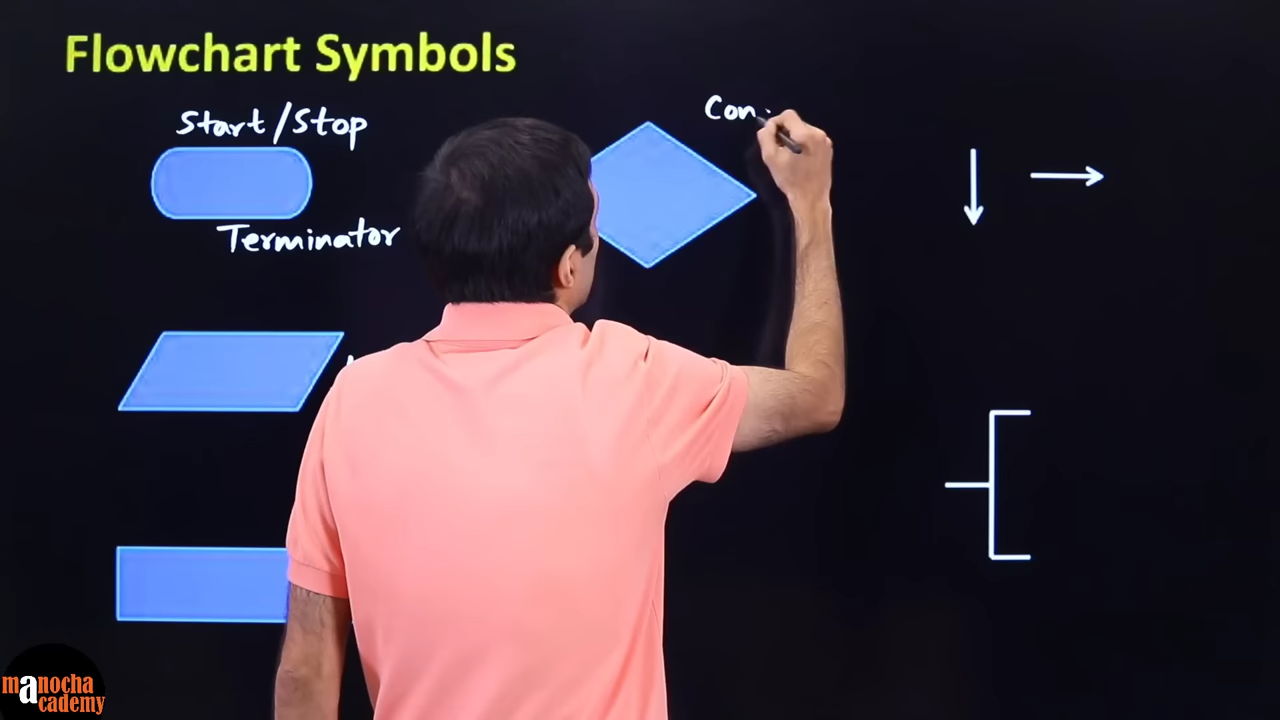 Flowchart Symbols
Start/Stop
Con
Terminator
manocha
academy